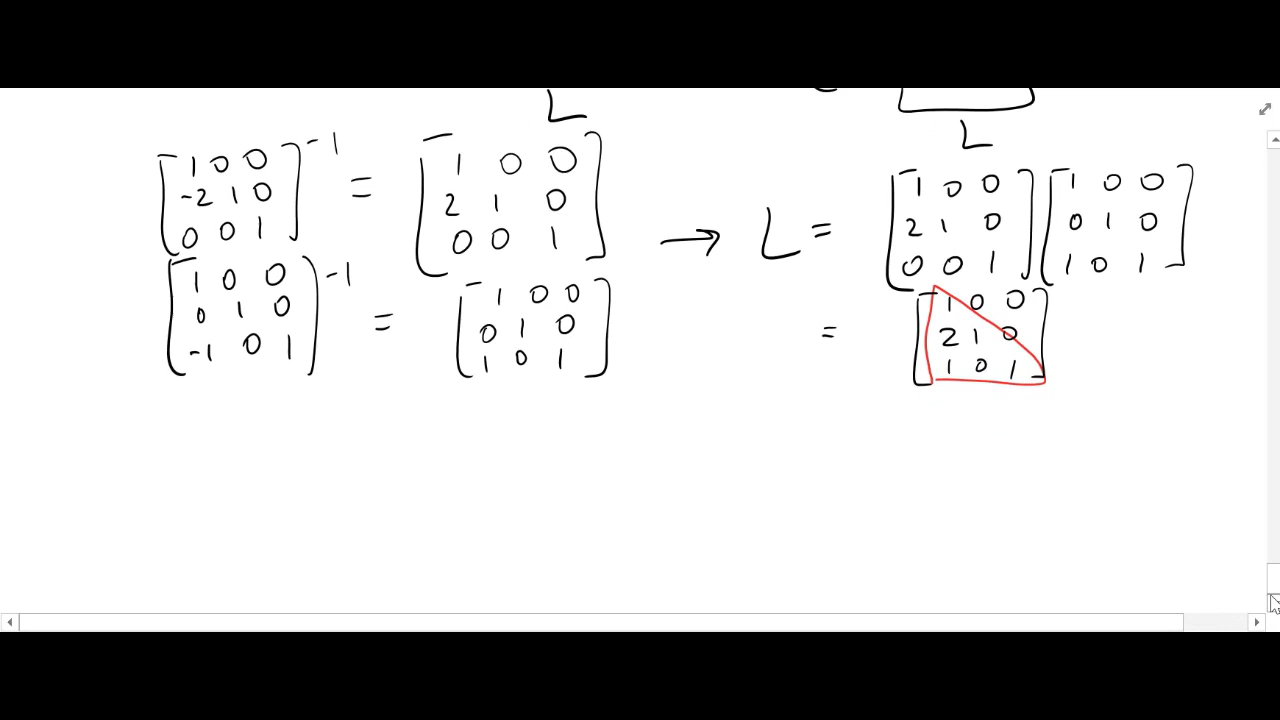 L
L
[1 0 0]⁻¹ = [1 0 0]
[-2 1 0] [2 1 0]
[0 0 1] [0 0 1]
[1 0 0]⁻¹ = [1 0 0]
[0 1 0] [0 1 0]
[-1 0 1] [1 0 1]
→ L = [1 0 0] [1 0 0]
[2 1 0] [0 1 0]
[0 0 1] [1 0 1]
= [1 0 0]
[2 1 0]
[1 0 1]